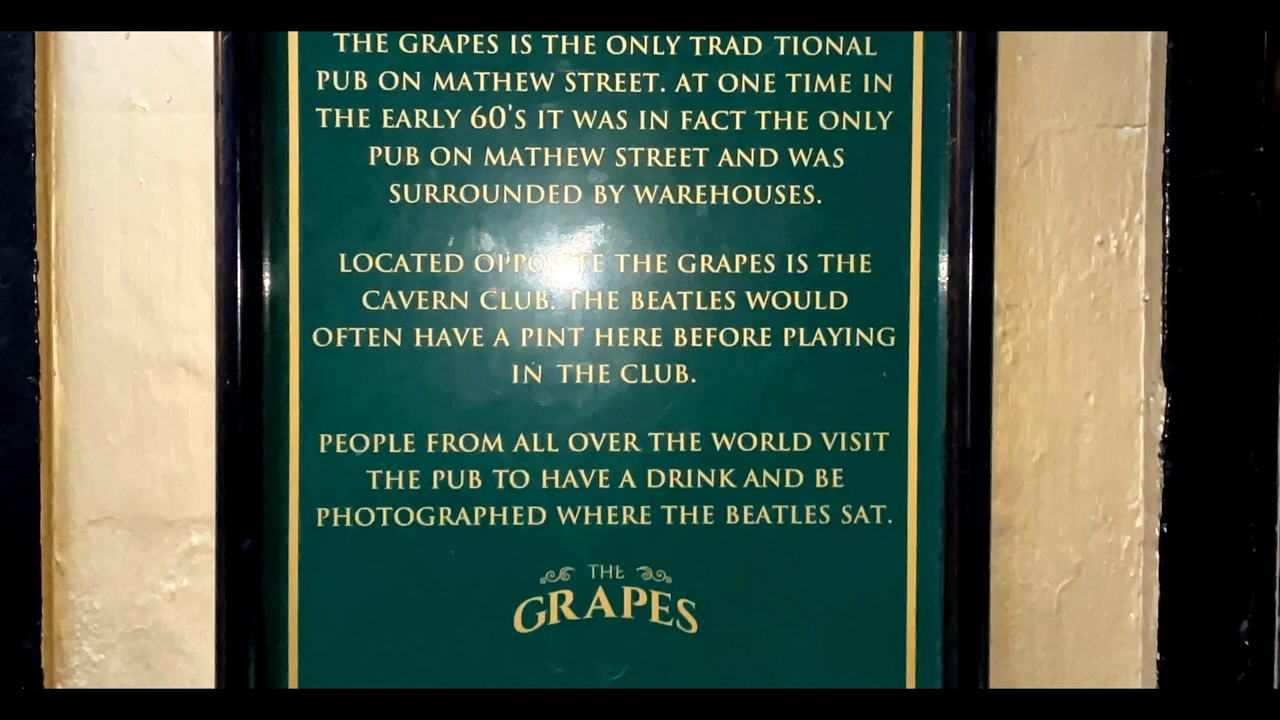 THE GRAPES IS THE ONLY TRAD TIONAL
PUB ON MATHEW STREET. AT ONE TIME IN
THE EARLY 60'S IT WAS IN FACT THE ONLY
PUB ON MATHEW STREET AND WAS
SURROUNDED BY WAREHOUSES.
LOCATED OPPOSITE THE GRAPES IS THE
CAVERN CLUB. THE BEATLES WOULD
OFTEN HAVE A PINT HERE BEFORE PLAYING
IN THE CLUB.
PEOPLE FROM ALL OVER THE WORLD VISIT
THE PUB TO HAVE A DRINK AND BE
PHOTOGRAPHED WHERE THE BEATLES SAT.
THE
GRAPES